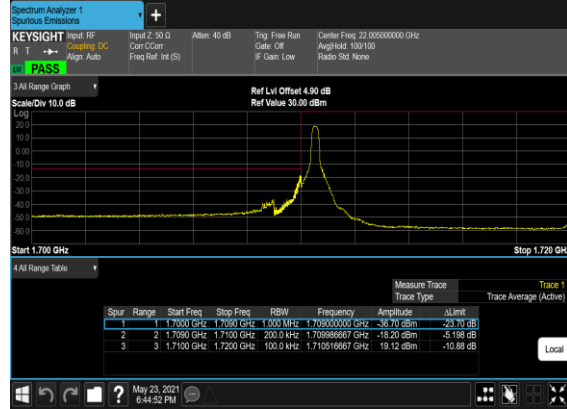 Spectrum Analyzer 1
Spurious Emissions
KEYSIGHT Input: RF Input Z: 50 Ω Atten: 40 dB Trig: Free Run Center Freq: 22.005000000 GHz
R T Coupling: DC Corr CCorr Gate: Off Avg|Hold: 100/100
Align: Auto Freq Ref: Int (S) IF Gain: Low Radio Std: None
PASS
3 All Range Graph
Ref Lvl Offset 4.90 dB
Scale/Div 10.0 dB Ref Value 30.00 dBm
Log
20.0
10.0
0.00
-10.0
-20.0
-30.0
-40.0
-50.0
-60.0
Start 1.700 GHz Stop 1.720 GH
4 All Range Table
Measure Trace Trace 1
Trace Type Trace Average (Active)
Spur Range Start Freq Stop Freq RBW Frequency Amplitude ΔLimit
1 1 1.7000 GHz 1.7090 GHz 1.000 MHz 1.709000000 GHz -36.70 dBm -23.70 dB
2 2 1.7090 GHz 1.7100 GHz 200.0 kHz 1.709986667 GHz -18.20 dBm -5.198 dB
3 3 1.7100 GHz 1.7200 GHz 100.0 kHz 1.710516667 GHz 19.12 dBm -10.88 dB
Local
May 23, 2021
6:44:52 PM